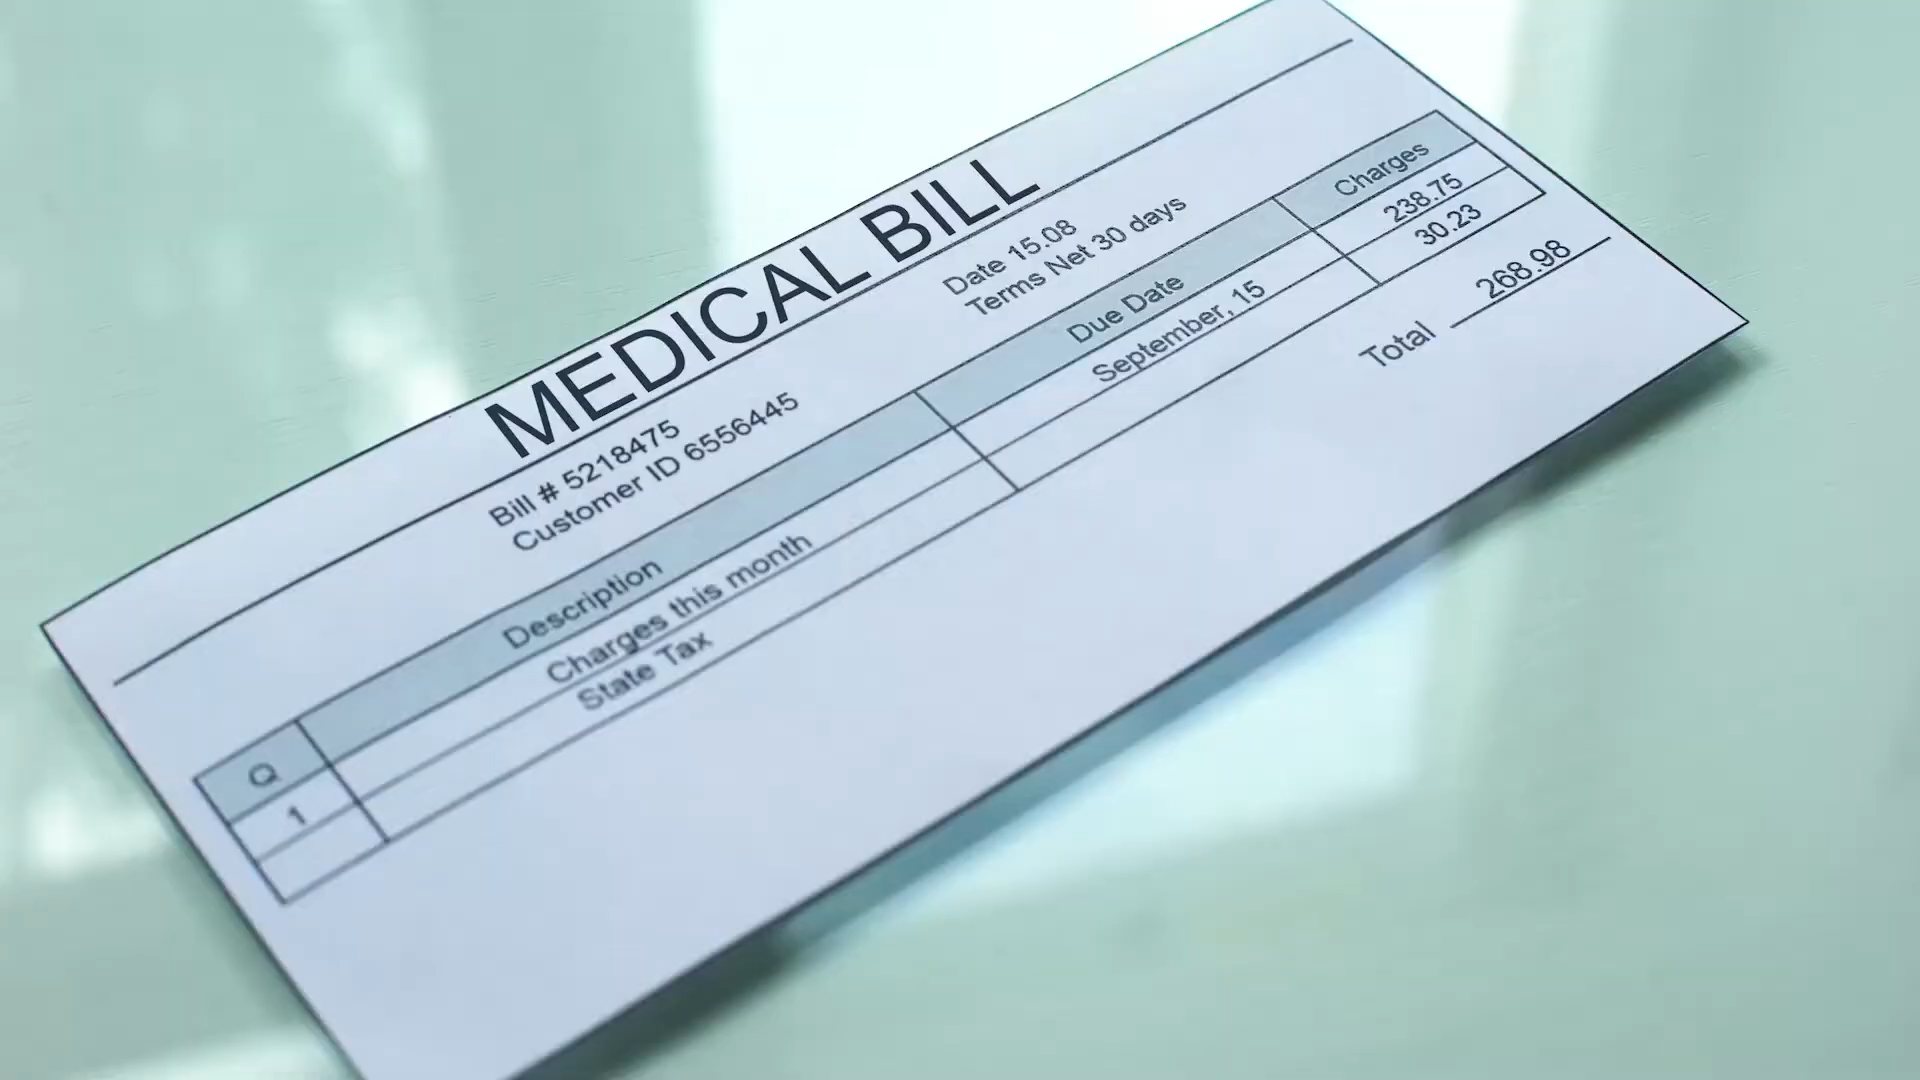 MEDICAL BILL
Bill # 5218475
Customer ID 6556445
Date 15.08
Terms Net 30 days
Q Description Due Date Charges
1 Charges this month September, 15 238.75
State Tax 30.23
Total 268.98